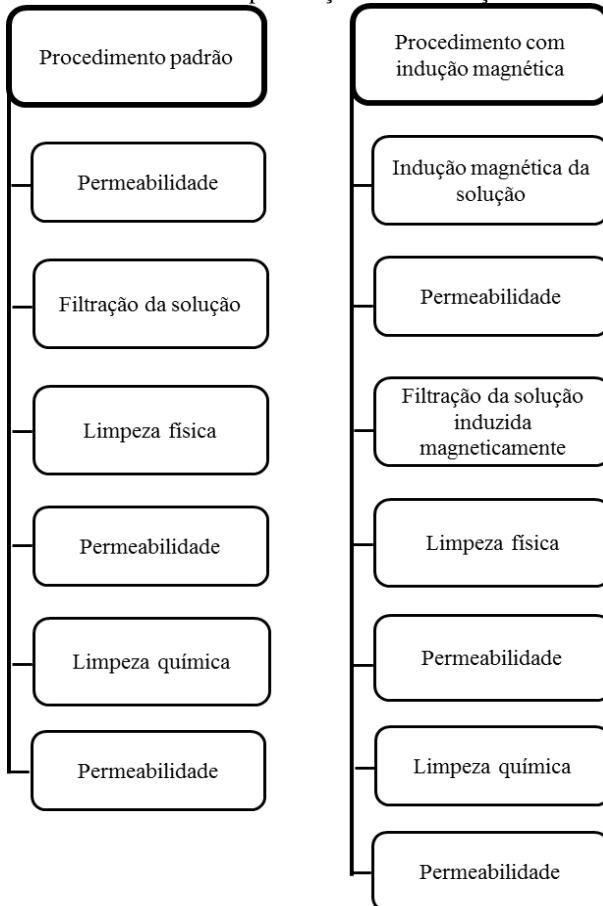 Procedimento padrão
Permeabilidade
Filtração da solução
Limpeza física
Permeabilidade
Limpeza química
Permeabilidade
Procedimento com
indução magnética
Indução magnética da
solução
Permeabilidade
Filtração da solução
induzida
magneticamente
Limpeza física
Permeabilidade
Limpeza química
Permeabilidade